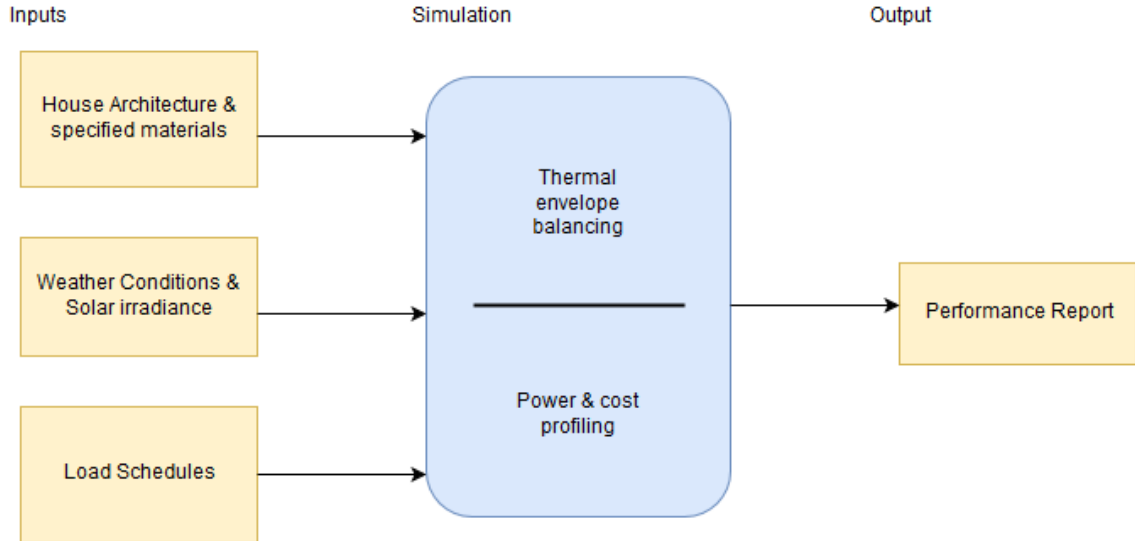 Inputs
Simulation
Output
House Architecture &
specified materials
Thermal
envelope
balancing
Weather Conditions &
Solar irradiance
Performance Report
Power & cost
profiling
Load Schedules